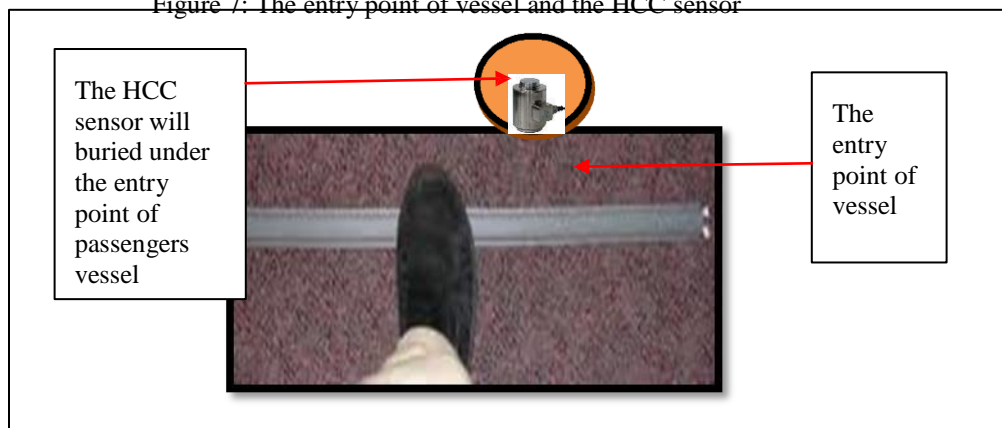 Figure 7: The entry point of vessel and the HCC sensor
The HCC
sensor will
buried under
the entry
point of
passengers
vessel
The
entry
point of
vessel